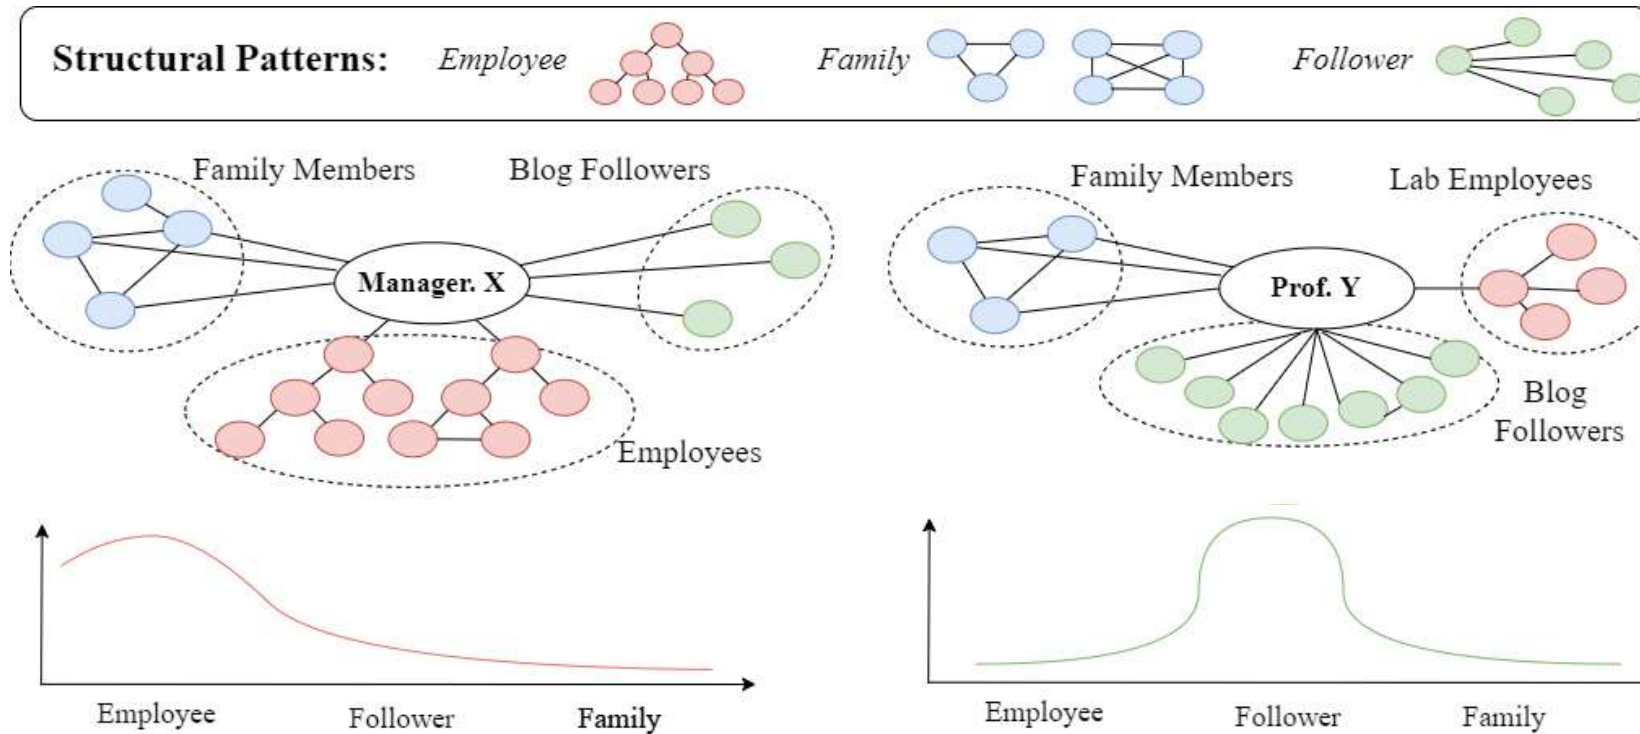 Structural Patterns: Employee Family Follower
Family Members Blog Followers
Manager. X
Employees
Family Members Lab Employees
Prof. Y
Blog
Followers
Employee Follower Family
Employee Follower Family